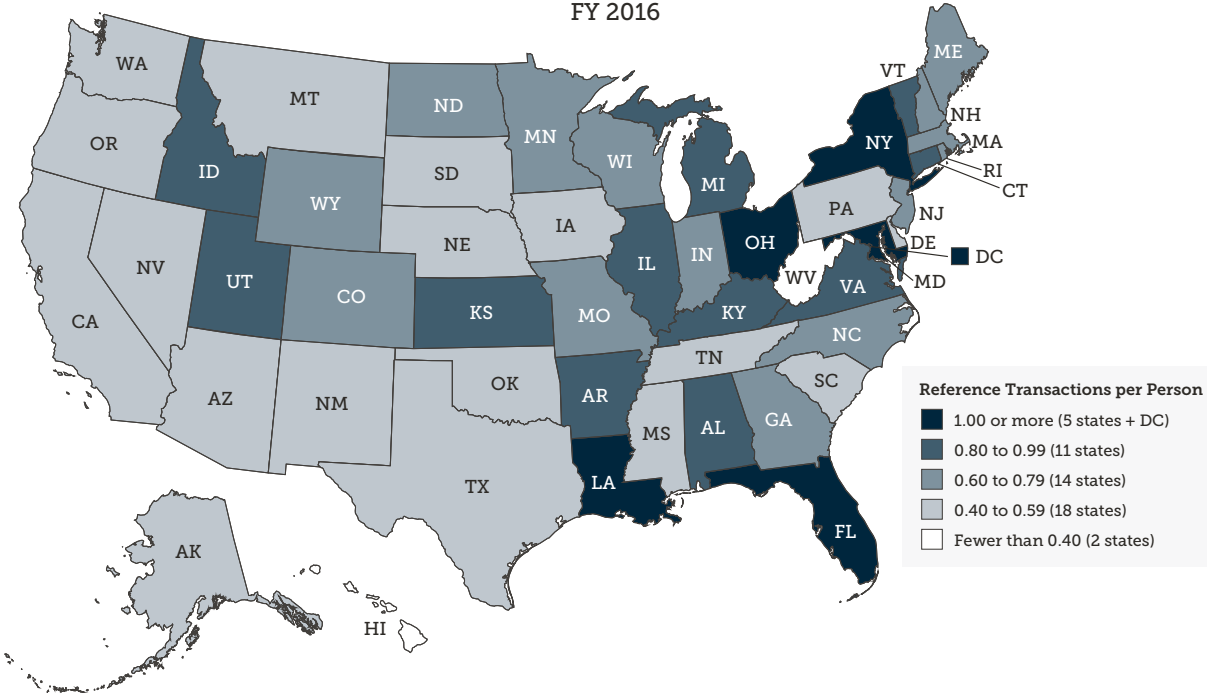 FY 2016
ME
WA
VT
MT
ND
NH
MN
OR
NY
MA
WI
ID
SD
MI
RI
CT
WY
PA
NJ
IA
NE
OH
DE
IN
DC
NV
IL
WV
UT
MD
VA
CO
KS
KY
MO
CA
NC
TN
OK
SC
AZ
NM
AR
GA
MS
AL
TX
LA
FL
AK
HI
Reference Transactions per Person
1.00 or more (5 states + DC)
0.80 to 0.99 (11 states)
0.60 to 0.79 (14 states)
0.40 to 0.59 (18 states)
Fewer than 0.40 (2 states)